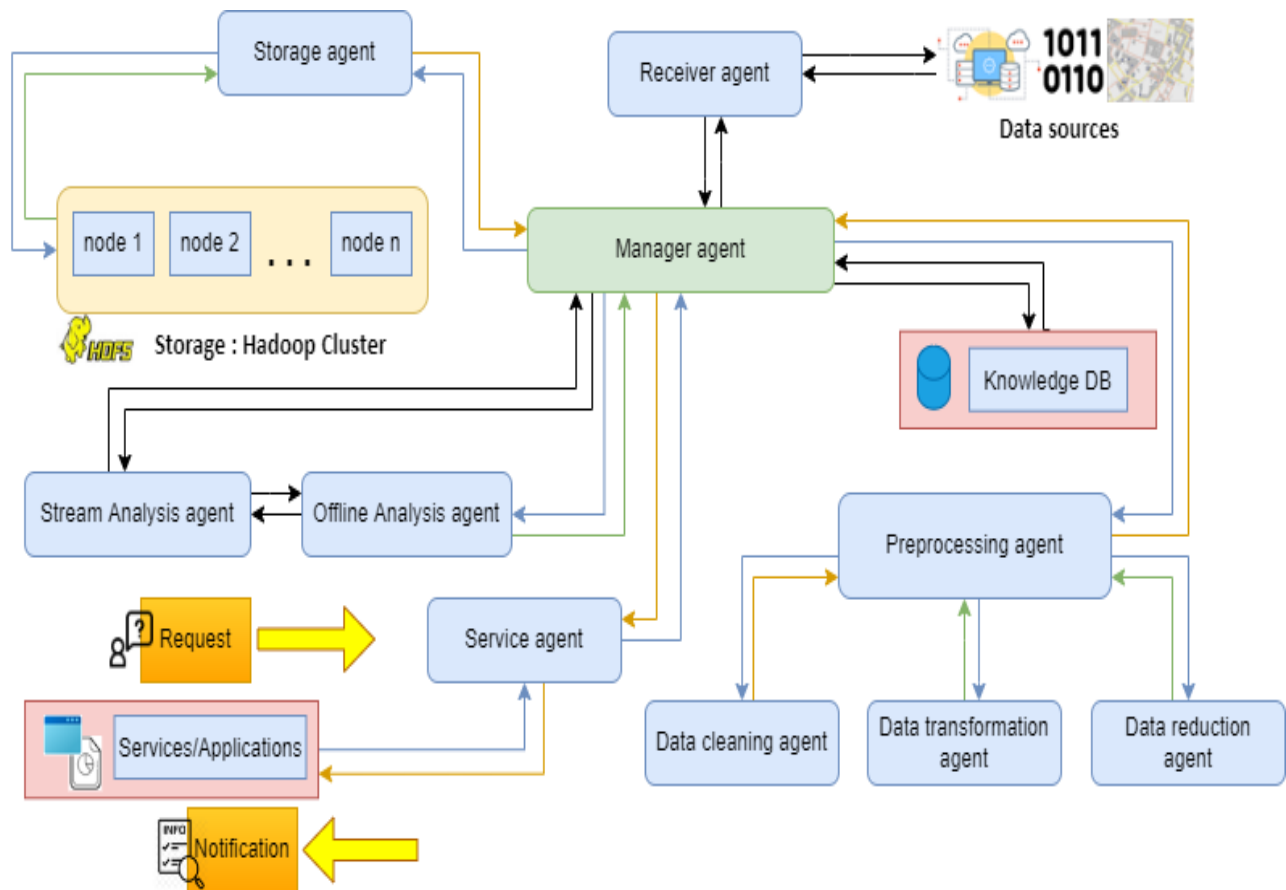 Storage agent
Receiver agent
1011
0110
Data sources
node 1
node 2
...
node n
Manager agent
HDFS
Storage : Hadoop Cluster
Knowledge DB
Stream Analysis agent
Offline Analysis agent
Preprocessing agent
?
Request
Service agent
Services/Applications
Data cleaning agent
Data transformation
agent
Data reduction
agent
INFO
Notification